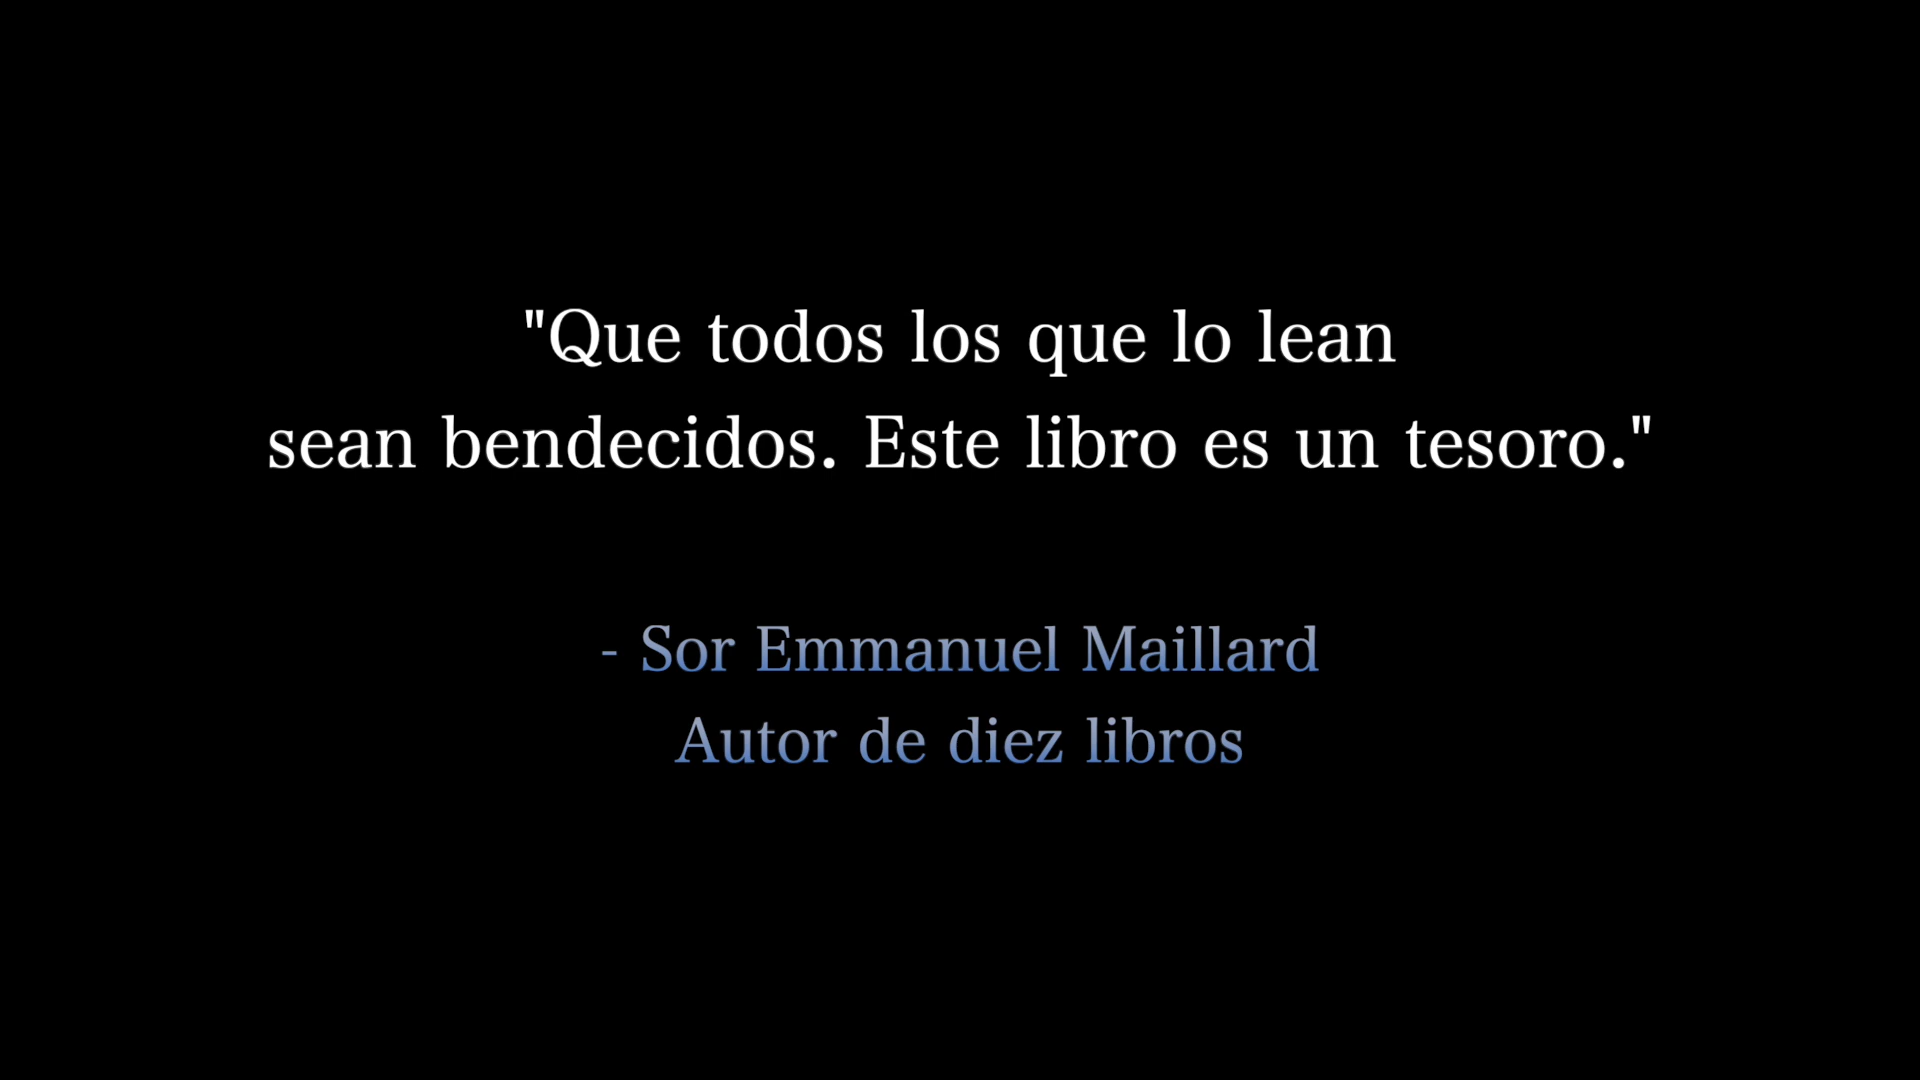 "Que todos los que lo lean
sean bendecidos. Este libro es un tesoro."
- Sor Emmanuel Maillard
Autor de diez libros